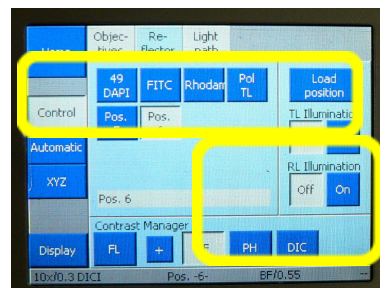 Home
Objec-
tives
Re-
flector
Light
path
49
DAPI
FITC
Rhodam
Pol
TL
Load
position
Control
Pos.
Pos.
TL Illumination
Automatic
RL Illumination
XYZ
Off
On
Pos. 6
Contrast Manager
Display
FL
+
PH
DIC
10x/0.3 DICI
Pos. -6-
BF/0.55
--